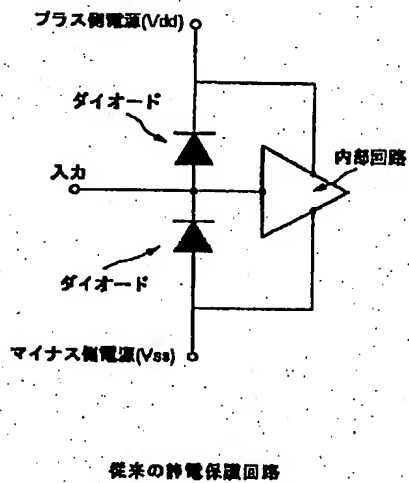 プラス側電源(Vdd)
ダイオード
内部回路
入力
ダイオード
マイナス側電源(Vss)
従来の静電保護回路